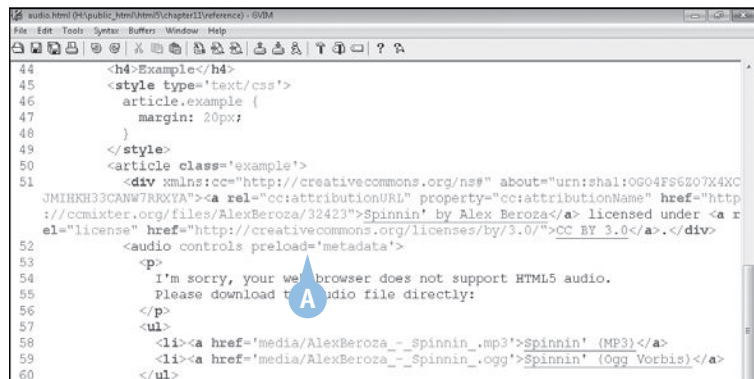 audio.html (H:\public_html\html5\chapter11\reference) - GVIM
File Edit Tools Syntax Buffers Window Help
44 <h4>Example</h4>
45 <style type='text/css'>
46 article.example {
47 margin: 20px;
48 }
49 </style>
50 <article class='example'>
51 <div xmlns:cc="http://creativecommons.org/ns#" about="urn:sha1:OGO4FS6ZO7X4XC
JMIHKH33CANW7RRXYA"><a rel="cc:attributionURL" property="cc:attributionName" href="http
://ccmixter.org/files/AlexBeroza/32423">Spinnin' by Alex Beroza</a> licensed under <a r
el="license" href="http://creativecommons.org/licenses/by/3.0/">CC BY 3.0</a>.</div>
52 <audio controls preload='metadata'>
53 <p>
54 I'm sorry, your web browser does not support HTML5 audio.
55 Please download audio file directly:
56 </p>
57 <ul>
58 <li><a href='media/AlexBeroza_-_Spinnin_.mp3'>Spinnin' (MP3)</a>
59 <li><a href='media/AlexBeroza_-_Spinnin_.ogg'>Spinnin' (Ogg Vorbis)</a>
60 </ul>
A